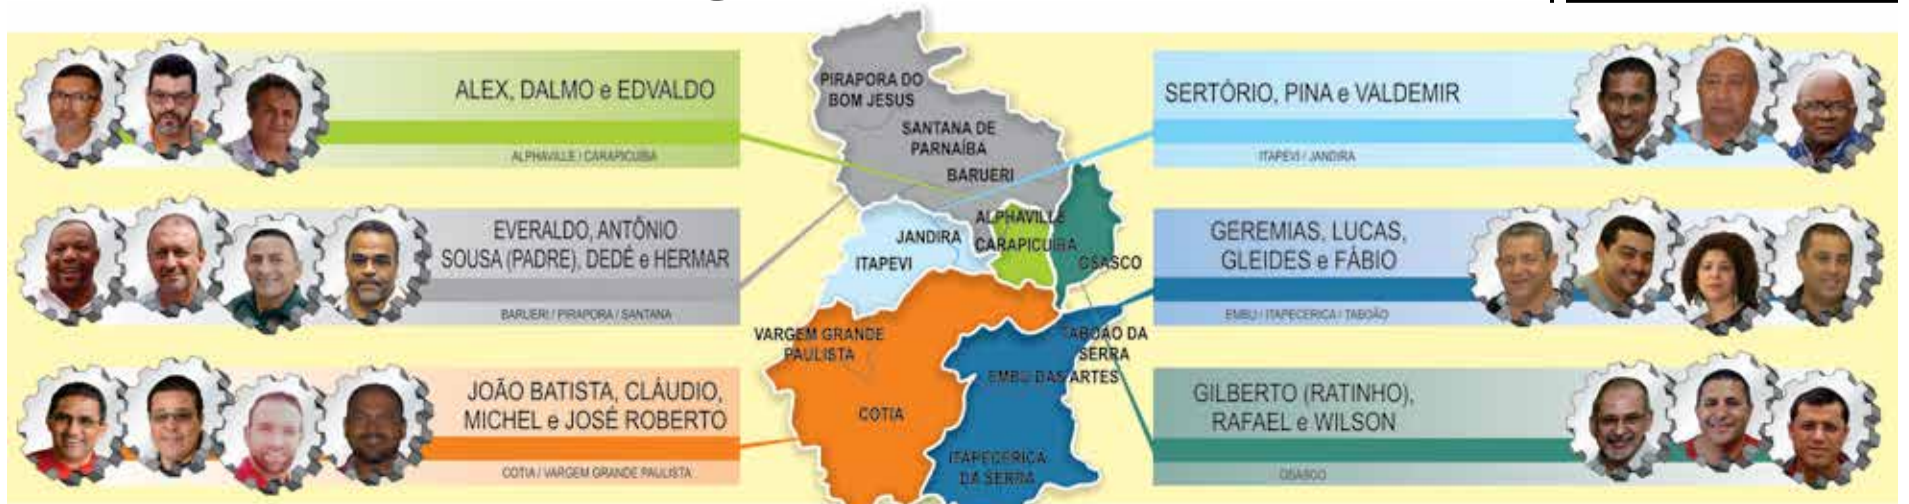 ALEX, DALMO e EDVALDO
ALPHAVILLE / CARAPICUÍBA
EVERALDO, ANTÔNIO
SOUSA (PADRE), DEDÉ e HERMAR
BARUERI / PIRAPORA / SANTANA
JOÃO BATISTA, CLÁUDIO,
MICHEL e JOSÉ ROBERTO
COTIA / VARGEM GRANDE PAULISTA
PIRAPORA DO
BOM JESUS
SANTANA DE
PARNAÍBA
BARUERI
ALPHAVILLE
JANDIRA
CARAPICUÍBA
ITAPEVI
OSASCO
VARGEM GRANDE
PAULISTA
TABOÃO DA
SERRA
EMBU DAS ARTES
COTIA
ITAPECERICA
DA SERRA
SERTÓRIO, PINA e VALDEMIR
ITAPEVI / JANDIRA
GEREMIAS, LUCAS,
GLEIDES e FÁBIO
EMBU / ITAPECERICA / TABOÃO
GILBERTO (RATINHO),
RAFAEL e WILSON
OSASCO